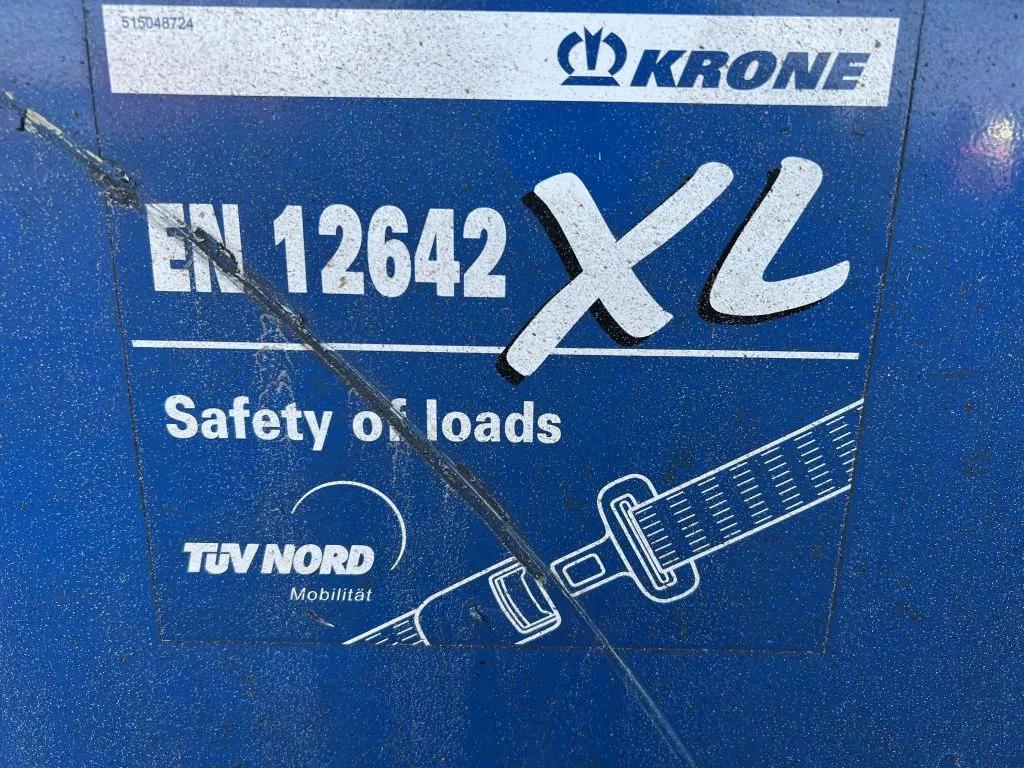 515048724
KRONE
EN 12642 XL
Safety of loads
TÜV NORD
Mobilität